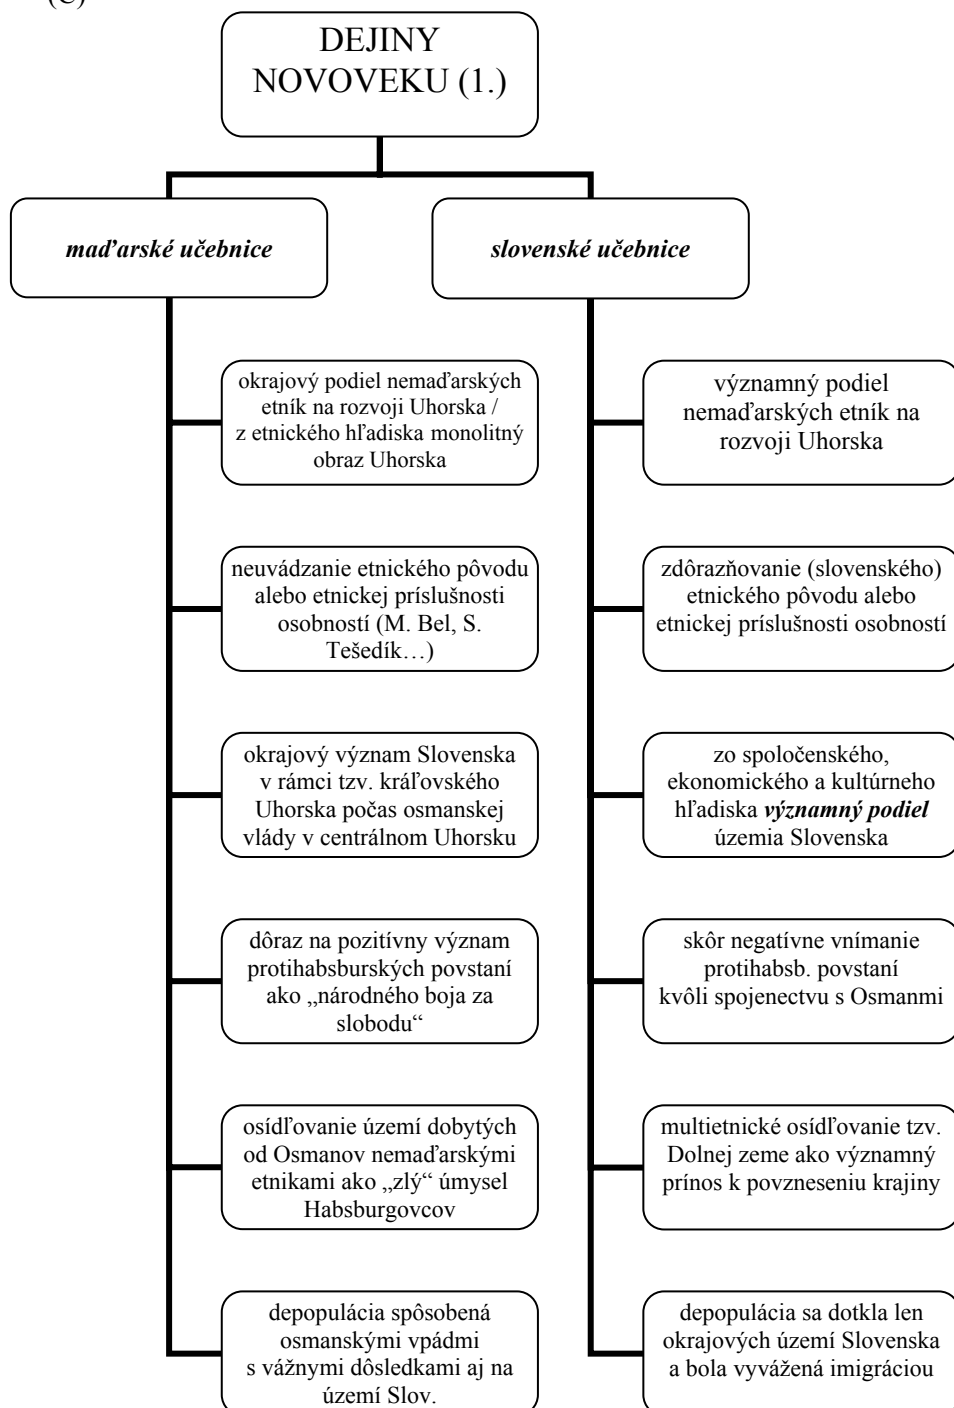 (C)
DEJINY
NOVOVEKU (1.)
maďarské učebnice
slovenské učebnice
okrajový podiel nemaďarských
etník na rozvoji Uhorska /
z etnického hľadiska monolitný
obraz Uhorska
významný podiel
nemaďarských etník na
rozvoji Uhorska
neuvádzanie etnického pôvodu
alebo etnickej príslušnosti
osobností (M. Bel, S.
Tešedík…)
zdôrazňovanie (slovenského)
etnického pôvodu alebo
etnickej príslušnosti osobností
okrajový význam Slovenska
v rámci tzv. kráľovského
Uhorska počas osmanskej
vlády v centrálnom Uhorsku
zo spoločenského,
ekonomického a kultúrneho
hľadiska významný podiel
územia Slovenska
dôraz na pozitívny význam
protihabsburských povstaní
ako „národného boja za
slobodu“
skôr negatívne vnímanie
protihabsb. povstaní
kvôli spojenectvu s Osmanmi
osídľovanie území dobytých
od Osmanov nemaďarskými
etnikami ako „zlý“ úmysel
Habsburgovcov
multietnické osídľovanie tzv.
Dolnej zeme ako významný
prínos k povzneseniu krajiny
depopulácia spôsobená
osmanskými vpádmi
s vážnymi dôsledkami aj na
území Slov.
depopulácia sa dotkla len
okrajových území Slovenska
a bola vyvážená imigráciou